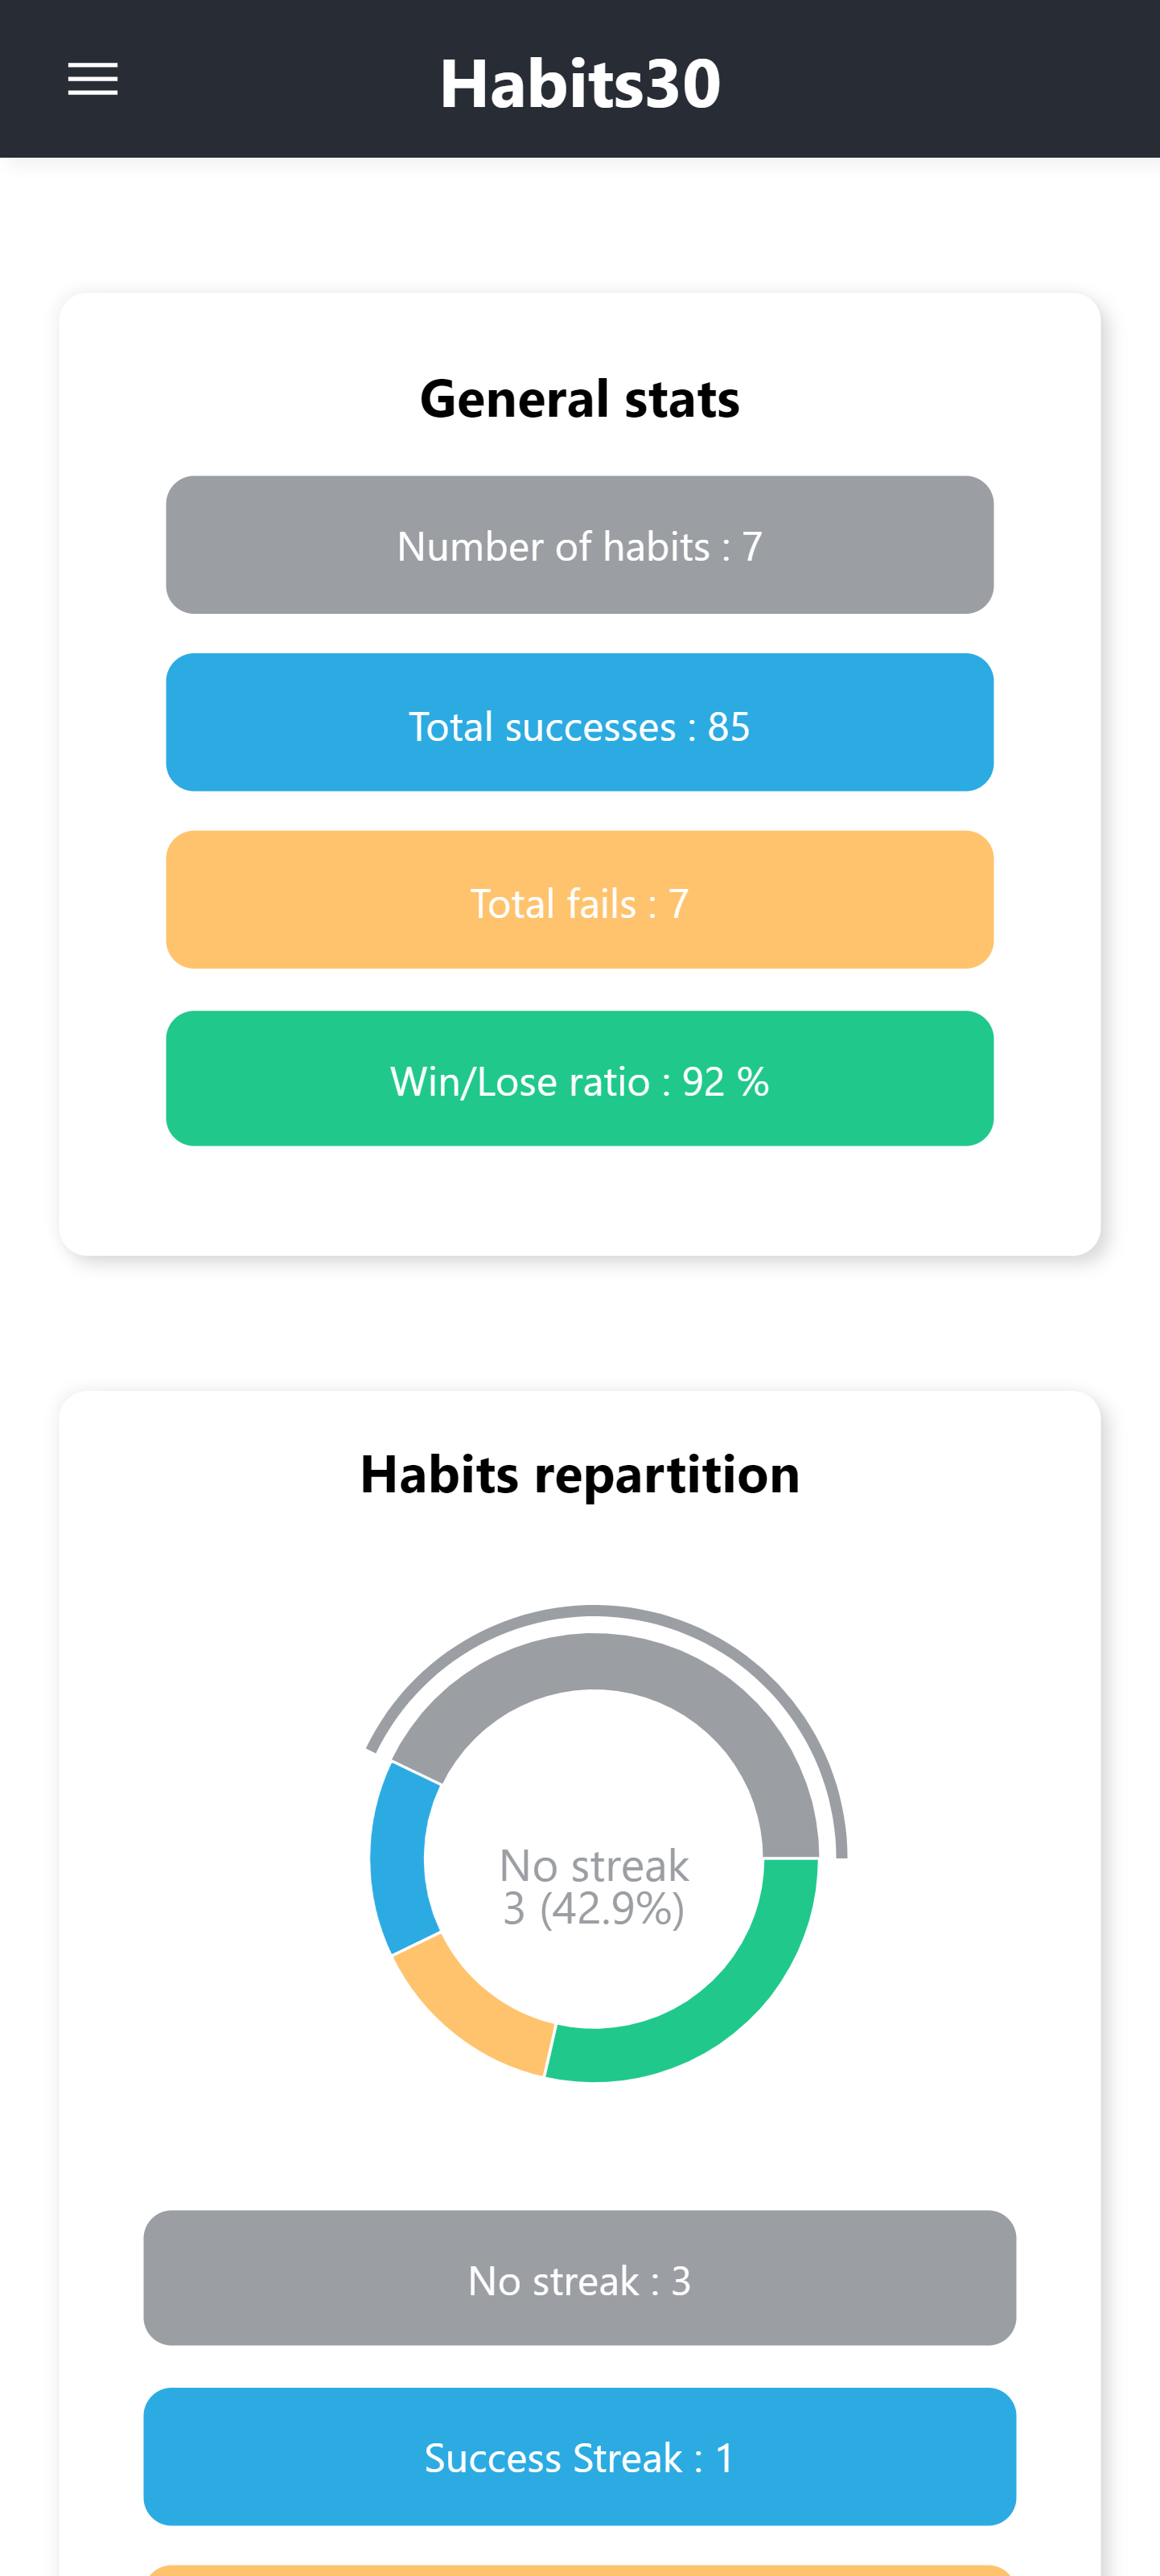 Habits30
General stats
Number of habits : 7
Total successes : 85
Total fails : 7
Win/Lose ratio : 92 %
Habits repartition
No streak
3 (42.9%)
No streak : 3
Success Streak : 1